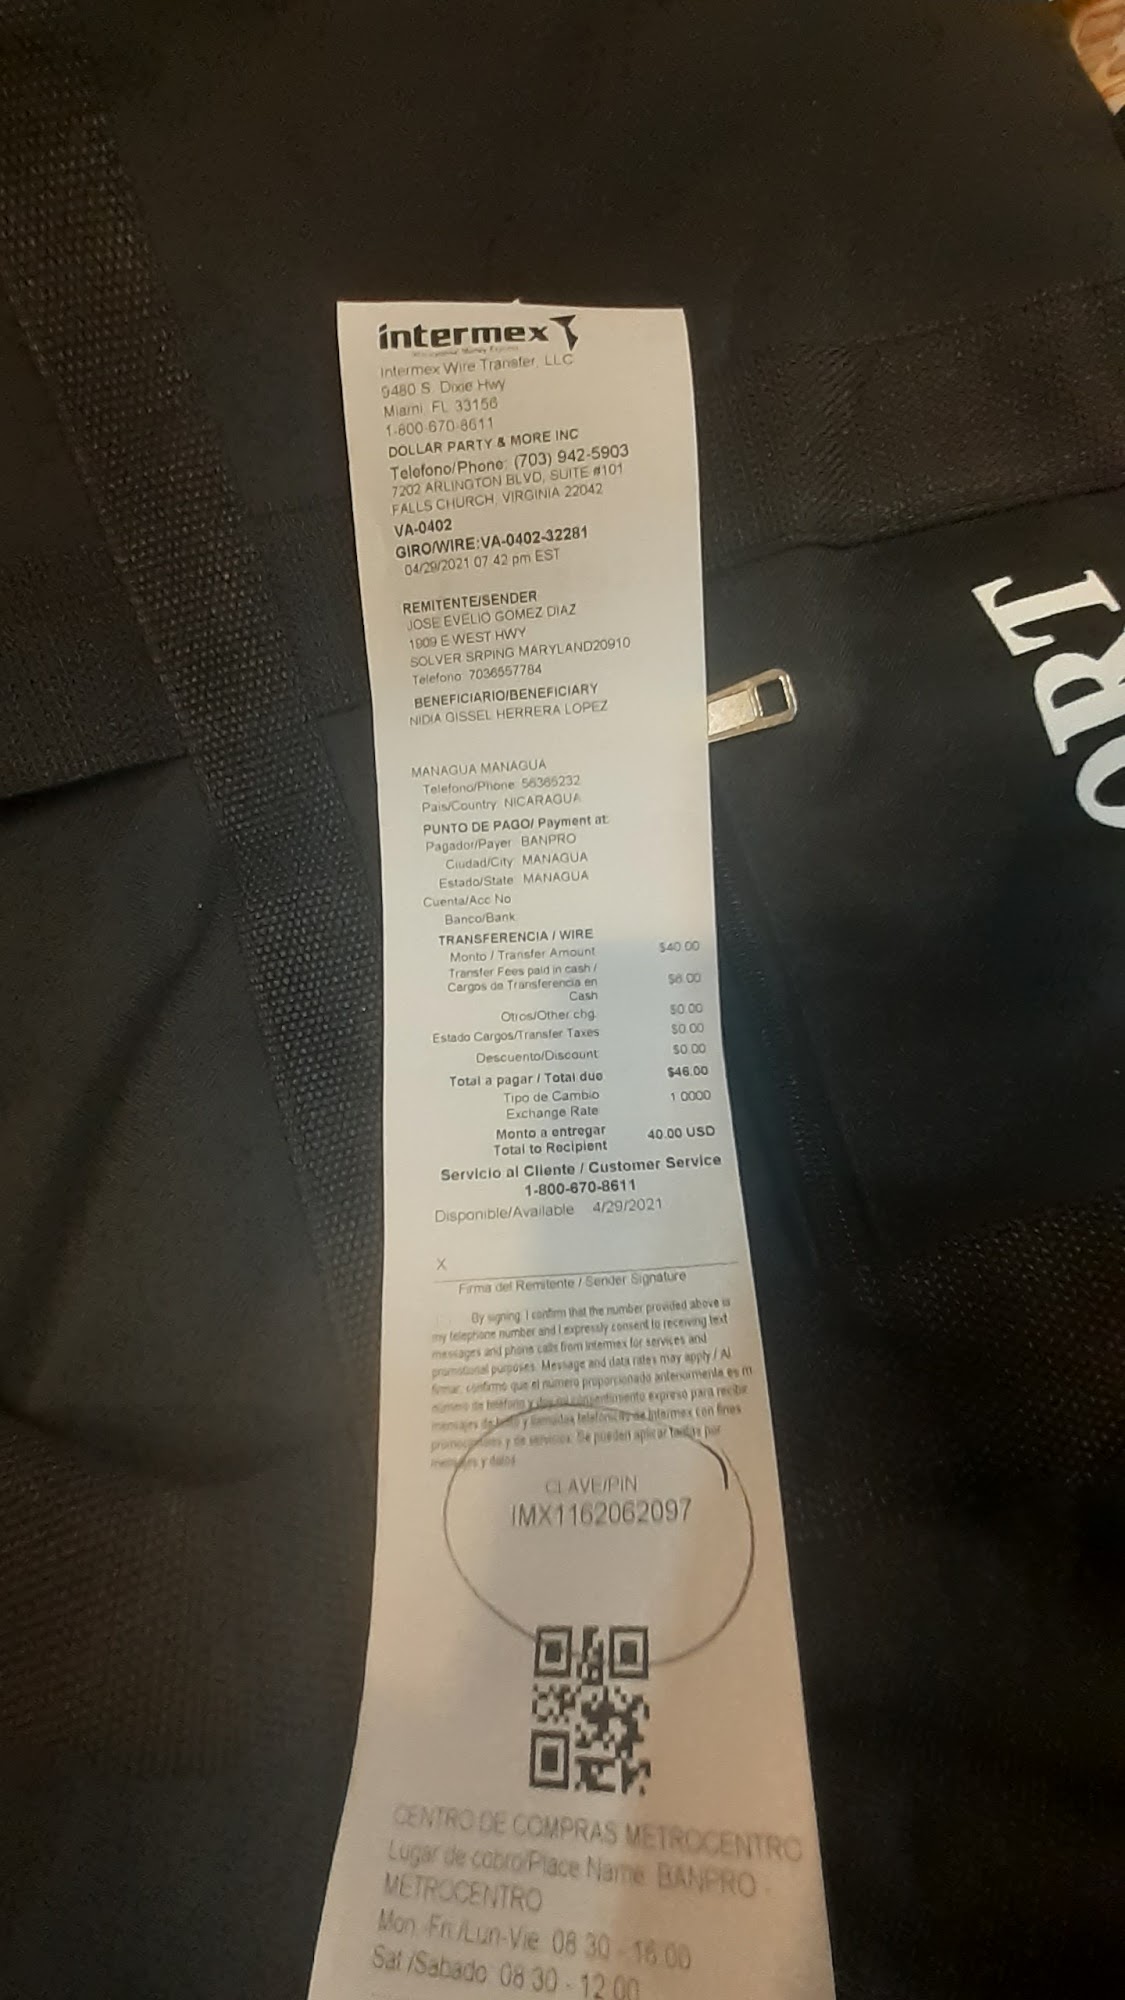 intermex
Intermex Wire Transfer, LLC
9480 S. Dixie Hwy
Miami FL 33156
1-800-670-8611
DOLLAR PARTY & MORE INC
Telefono/Phone: (703) 942-5903
7202 ARLINGTON BLVD, SUITE #101
FALLS CHURCH, VIRGINIA 22042
VA-0402
GIRO/WIRE:VA-0402-32281
04/29/2021 07:42 pm EST
REMITENTE/SENDER
JOSE EVELIO GOMEZ DIAZ
1909 E WEST HWY
SOLVER SRPING MARYLAND20910
Telefono: 7036557784
BENEFICIARIO/BENEFICIARY
NIDIA GISSEL HERRERA LOPEZ
MANAGUA MANAGUA
Telefono/Phone: 56365232
Pais/Country: NICARAGUA
PUNTO DE PAGO/ Payment at:
Pagador/Payer: BANPRO
Ciudad/City: MANAGUA
Estado/State: MANAGUA
Cuenta/Acc No
Banco/Bank
TRANSFERENCIA / WIRE
Monto / Transfer Amount $40.00
Transfer Fees paid in cash /
Cargos de Transferencia en $6.00
Cash
Otros/Other chg. $0.00
Estado Cargos/Transfer Taxes $0.00
Descuento/Discount $0.00
Total a pagar / Total due $46.00
Tipo de Cambio 1.0000
Exchange Rate
Monto a entregar 40.00 USD
Total to Recipient
Servicio al Cliente / Customer Service
1-800-670-8611
Disponible/Available 4/29/2021
X
Firma del Remitente / Sender Signature
By signing, I confirm that the number provided above is
my telephone number and I expressly consent to receiving text
messages and phone calls from Intermex for services and
promotional purposes. Message and data rates may apply / Al
firmar, confirmo que el número proporcionado anteriormente es m
número de teléfono y doy mi consentimiento expreso para recibir
mensajes de texto y llamadas telefónicas de Intermex con fines
promocionales y de servicios. Se pueden aplicar tarifas por
mensajes y datos
CLAVE/PIN
IMX1162062097
CENTRO DE COMPRAS METROCENTRO
Lugar de cobro/Place Name: BANPRO -
METROCENTRO
Mon.-Fri./Lun-Vie: 08:30 - 16:00
Sat./Sabado: 08:30 - 12:00
ORT